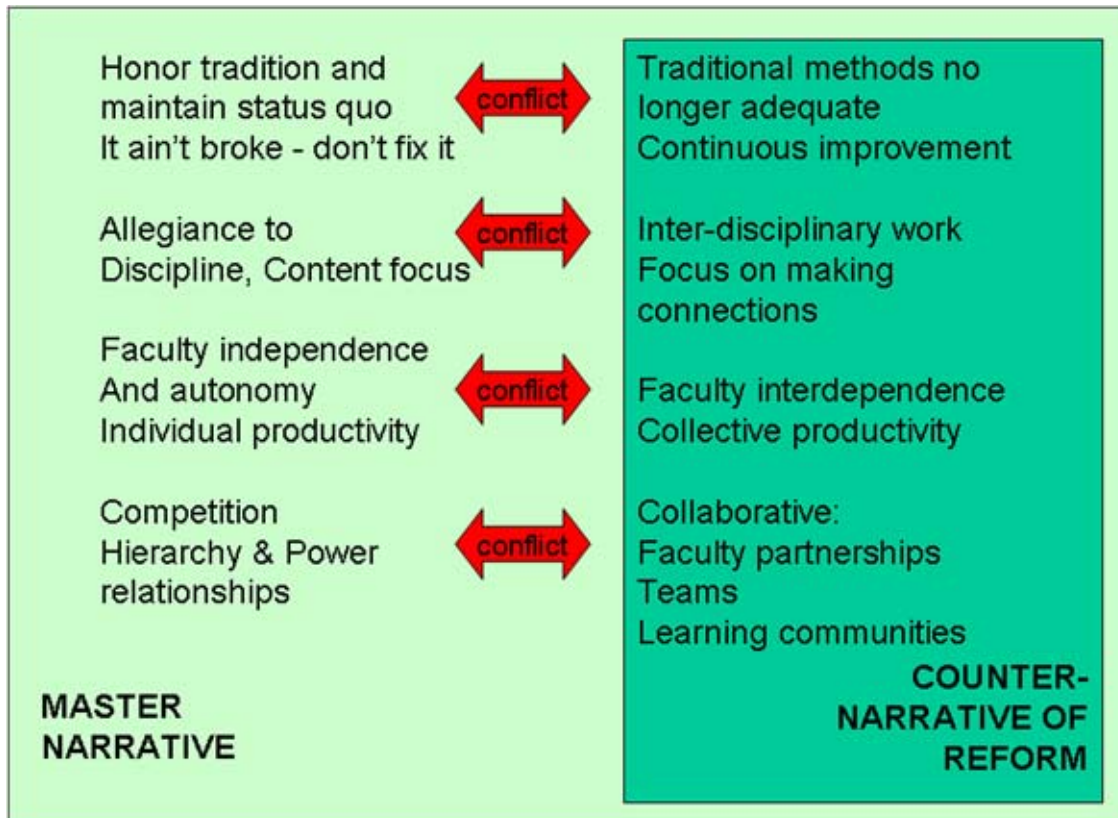 Honor tradition and
maintain status quo
It ain't broke - don't fix it
conflict
Traditional methods no
longer adequate
Continuous improvement
Allegiance to
Discipline, Content focus
conflict
Inter-disciplinary work
Focus on making
connections
Faculty independence
And autonomy
Individual productivity
conflict
Faculty interdependence
Collective productivity
Competition
Hierarchy & Power
relationships
conflict
Collaborative:
Faculty partnerships
Teams
Learning communities
MASTER
NARRATIVE
COUNTER-
NARRATIVE OF
REFORM